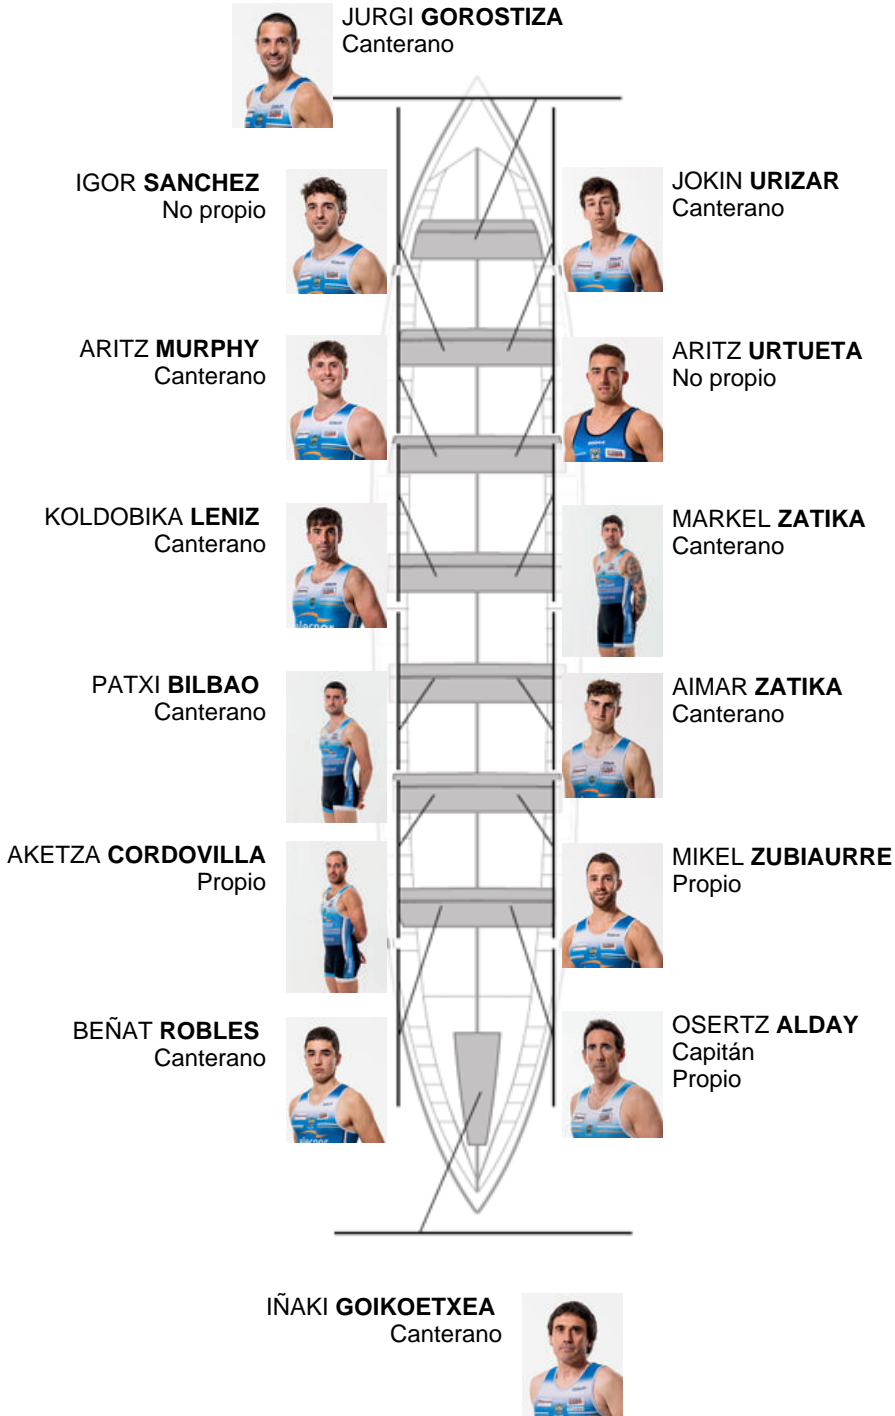 JURGI GOROSTIZA
Canterano
IGOR SANCHEZ
No propio
JOKIN URIZAR
Canterano
ARITZ MURPHY
Canterano
ARITZ URTUETA
No propio
KOLDOBIKA LENIZ
Canterano
MARKEL ZATIKA
Canterano
PATXI BILBAO
Canterano
AIMAR ZATIKA
Canterano
AKETZA CORDOVILLA
Propio
MIKEL ZUBIAURRE
Propio
BEÑAT ROBLES
Canterano
OSERTZ ALDAY
Capitán
Propio
IÑAKI GOIKOETXEA
Canterano